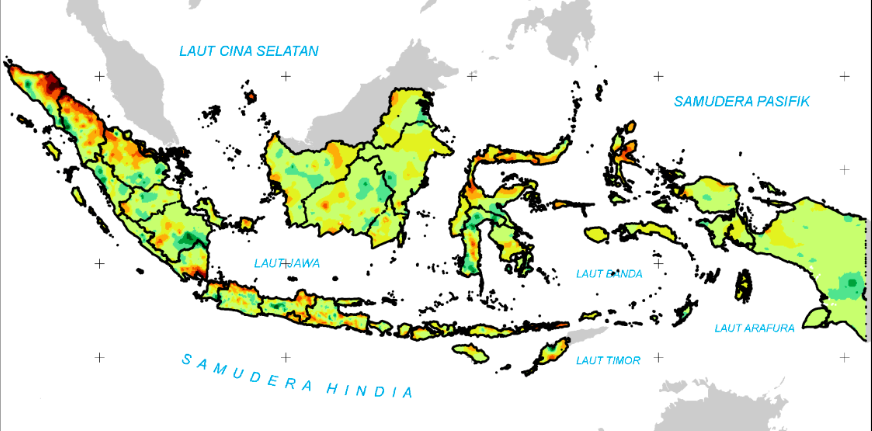 LAUT CINA SELATAN
SAMUDERA PASIFIK
LAUT JAWA
LAUT BANDA
LAUT ARAFURA
LAUT TIMOR
SAMUDERA HINDIA